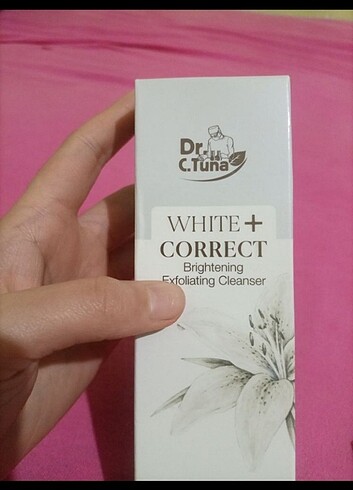 Dr.
C.Tuna
WHITE +
CORRECT
Brightening
Exfoliating Cleanser